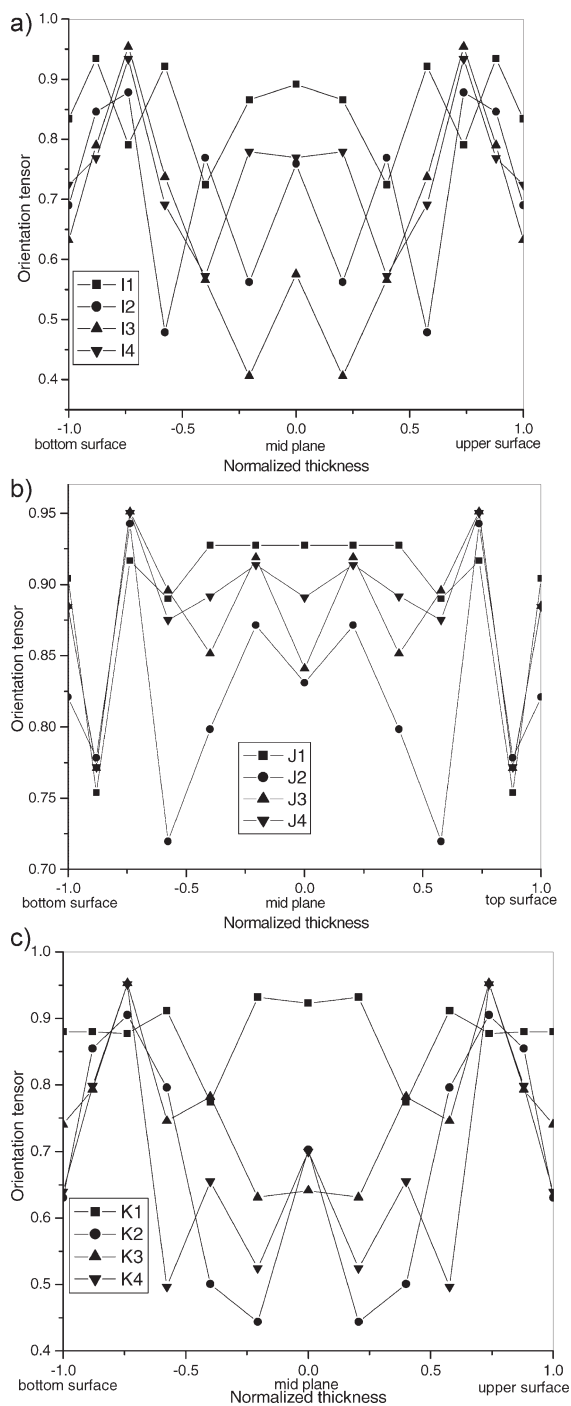 a)
1.0
0.9
0.8
0.7
0.6
0.5
0.4
Orientation tensor
I1
I2
I3
I4
-1.0 -0.5 0.0 0.5 1.0
bottom surface mid plane upper surface
Normalized thickness
b)
0.95
0.90
0.85
0.80
0.75
0.70
Orientation tensor
J1
J2
J3
J4
-1.0 -0.5 0.0 0.5 1.0
bottom surface mid plane top surface
Normalized thickness
c)
1.0
0.9
0.8
0.7
0.6
0.5
0.4
Orientation tensor
K1
K2
K3
K4
-1.0 -0.5 0.0 0.5 1.0
bottom surface mid plane upper surface
Normalized thickness